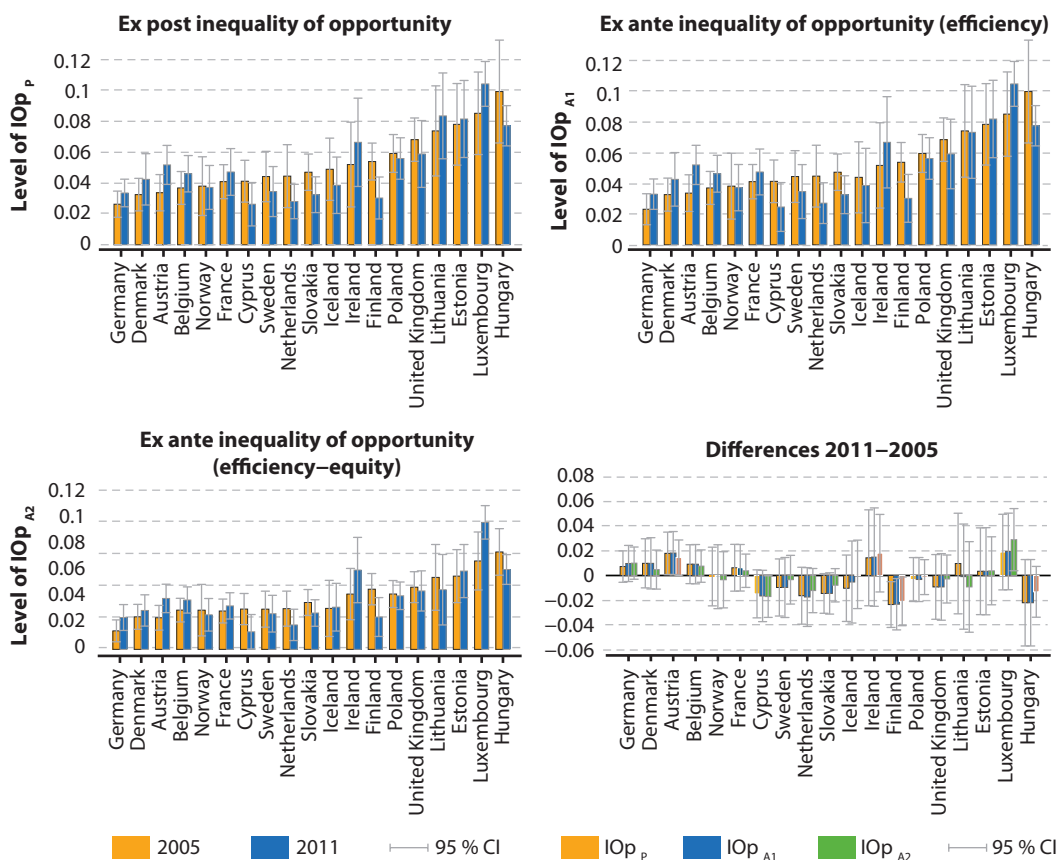 Ex post inequality of opportunity
Level of IOp P
0.12
0.1
0.08
0.06
0.04
0.02
0
Germany
Denmark
Austria
Belgium
Norway
France
Cyprus
Sweden
Netherlands
Slovakia
Iceland
Ireland
Finland
Poland
United Kingdom
Lithuania
Estonia
Luxembourg
Hungary
Ex ante inequality of opportunity (efficiency)
Level of IOp A1
0.12
0.1
0.08
0.06
0.04
0.02
0
Germany
Denmark
Austria
Belgium
Norway
France
Cyprus
Sweden
Netherlands
Slovakia
Iceland
Ireland
Finland
Poland
United Kingdom
Lithuania
Estonia
Luxembourg
Hungary
Ex ante inequality of opportunity
(efficiency–equity)
Level of IOp A2
0.12
0.1
0.08
0.06
0.04
0.02
0
Germany
Denmark
Austria
Belgium
Norway
France
Cyprus
Sweden
Netherlands
Slovakia
Iceland
Ireland
Finland
Poland
United Kingdom
Lithuania
Estonia
Luxembourg
Hungary
Differences 2011–2005
0.08
0.06
0.04
0.02
0
−0.02
−0.04
−0.06
Germany
Denmark
Austria
Belgium
Norway
France
Cyprus
Sweden
Netherlands
Slovakia
Iceland
Ireland
Finland
Poland
United Kingdom
Lithuania
Estonia
Luxembourg
Hungary
2005 2011 95 % CI
IOp P IOp A1 IOp A2 95 % CI